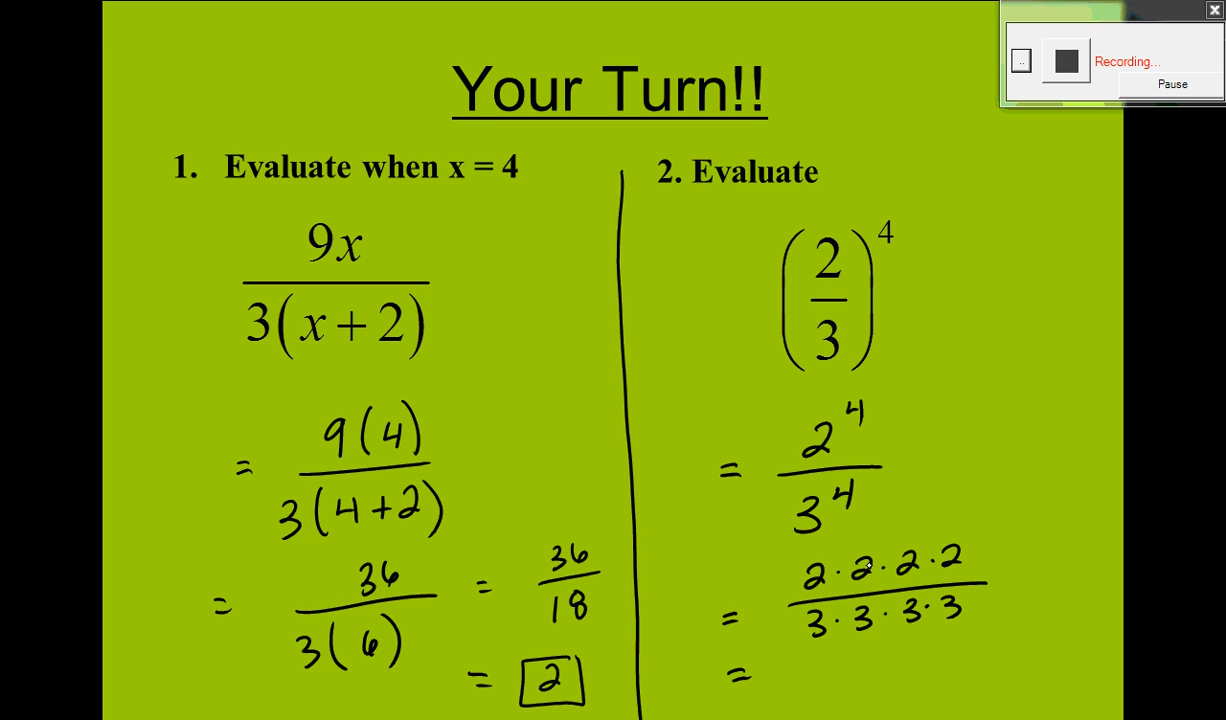 Recording...
..
Pause
Your Turn!!
1. Evaluate when x = 4
9x
3(x+2)
= 9(4)
3(4+2)
= 36
3(6)
= 36
18
= 2
2. Evaluate
(2
3)4
= 2 4
3 4
= 2·2·2·2
3·3·3·3
=